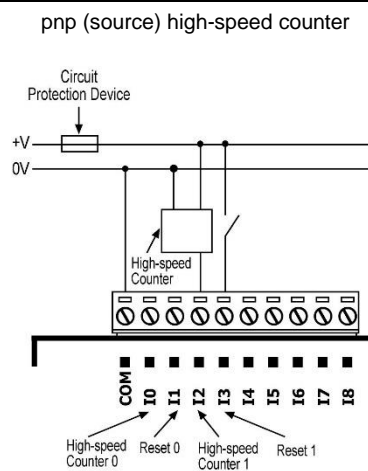 pnp (source) high-speed counter
Circuit
Protection Device
+V
0V
High-speed
Counter
COM
I0
I1
I2
I3
I4
I5
I6
I7
I8
High-speed
Counter 0
Reset 0
High-speed
Counter 1
Reset 1